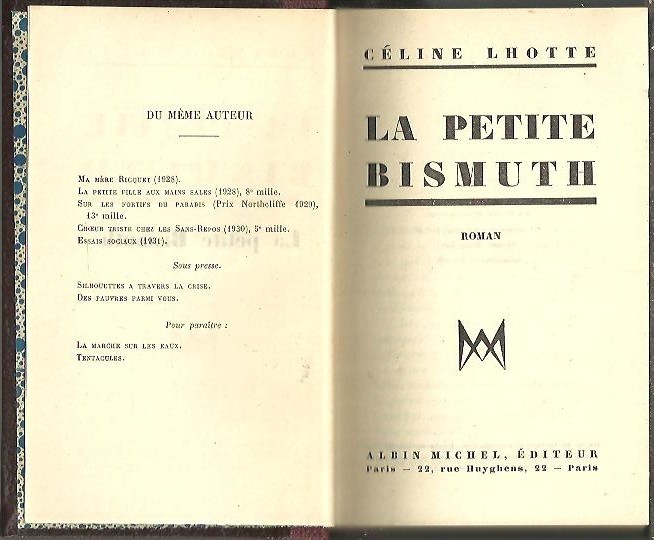 DU MÊME AUTEUR
MA MÈRE RICQUET (1928).
LA PETITE FILLE AUX MAINS SALES (1928), 8e mille.
SUR LES FORTIFS DU PARADIS (Prix Northcliffe 1929),
13e mille.
CHŒUR TRISTE CHEZ LES SANS-REPOS (1930), 5e mille.
ESSAIS SOCIAUX (1931).
Sous presse.
SILHOUETTES A TRAVERS LA CRISE.
DES PAUVRES PARMI VOUS.
Pour paraître :
LA MARCHE SUR LES EAUX.
TENTACULES.
CÉLINE LHOTTE
LA PETITE
BISMUTH
ROMAN
ALBIN MICHEL, ÉDITEUR
Paris — 22, rue Huyghens, 22 — Paris